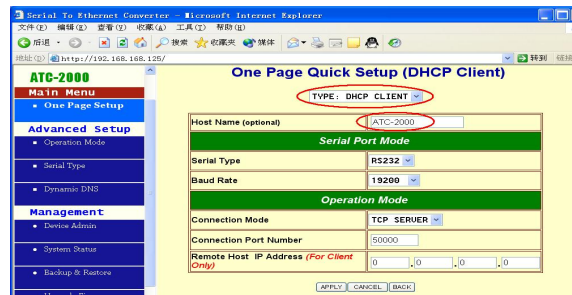 Serial To Ethernet Converter - Microsoft Internet Explorer
文件(F) 编辑(E) 查看(V) 收藏(A) 工具(T) 帮助(H)
后退 搜索 收藏夹 媒体
地址(D) http://192.168.168.125/ 转到 链接
ATC-2000
Main Menu
One Page Setup
Advanced Setup
Operation Mode
Serial Type
Dynamic DNS
Management
Device Admin
System Status
Backup & Restore
One Page Quick Setup (DHCP Client)
TYPE: DHCP CLIENT
Host Name (optional) ATC-2000
Serial Port Mode
Serial Type RS232
Baud Rate 19200
Operation Mode
Connection Mode TCP SERVER
Connection Port Number 50000
Remote Host IP Address (For Client
Only) 0 .0 .0 .0
APPLY CANCEL BACK